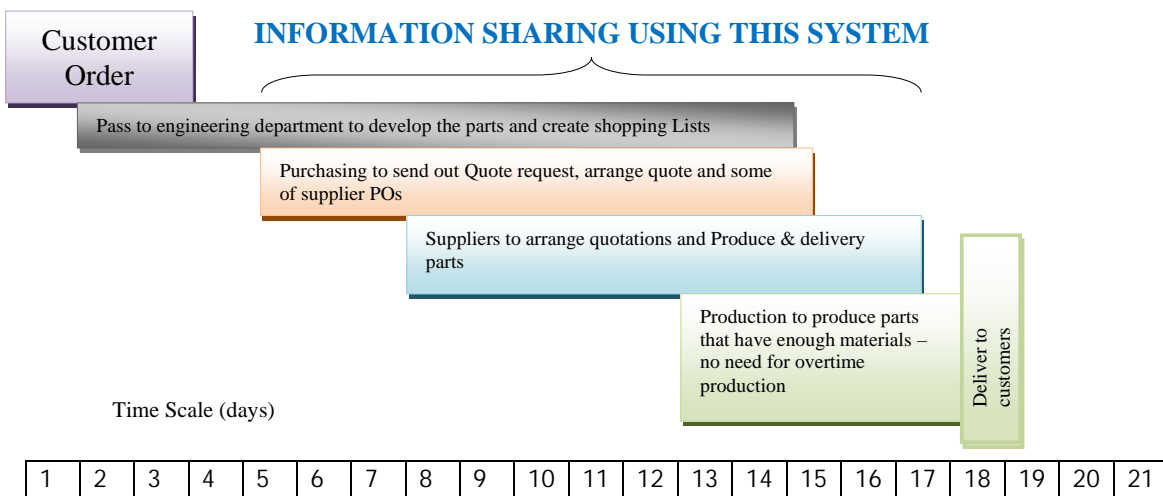 Customer
Order
INFORMATION SHARING USING THIS SYSTEM
Pass to engineering department to develop the parts and create shopping Lists
Purchasing to send out Quote request, arrange quote and some
of supplier POs
Suppliers to arrange quotations and Produce & delivery
parts
Production to produce parts
that have enough materials –
no need for overtime
production
Deliver to
customers
Time Scale (days)
1 2 3 4 5 6 7 8 9 10 11 12 13 14 15 16 17 18 19 20 21